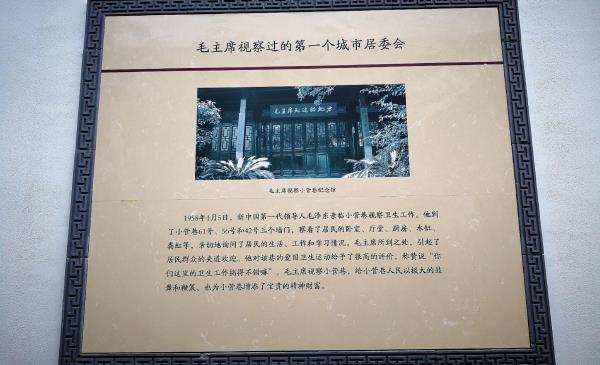 毛主席视察过的第一个城市居委会
毛主席到过的地方
毛主席视察小营巷纪念馆
1958年1月5日，新中国第一代领导人毛泽东亲临小营巷视察卫生工作。他到
了小营巷61号、56号和42号三个墙门，察看了居民的卧室、厅堂、厨房、水缸、
粪缸等，亲切地询问了居民的生活、工作和学习情况。毛主席所到之处，引起了
居民群众的夹道欢迎。他对该巷的爱国卫生运动给予了很高的评价，称赞说“你
们这里的卫生工作搞得不错嘛”。毛主席视察小营巷，给小营巷人民以极大的鼓
舞和鞭策，也为小营巷增添了宝贵的精神财富。